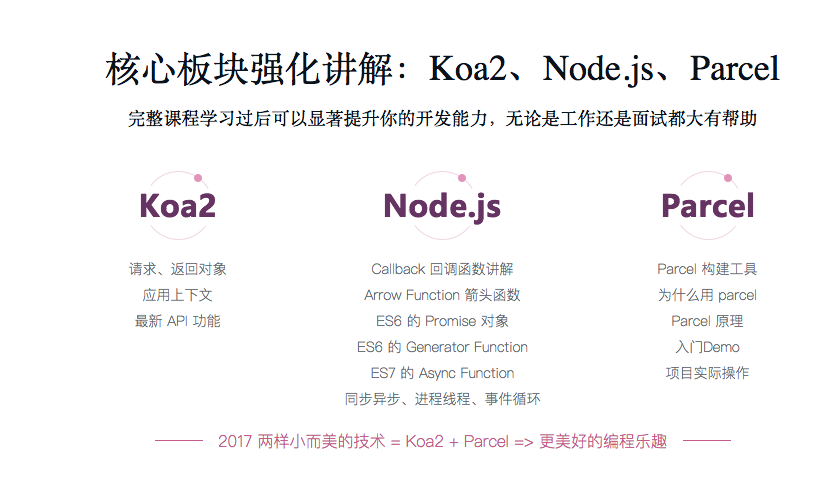 核心板块强化讲解：Koa2、Node.js、Parcel
完整课程学习过后可以显著提升你的开发能力，无论是工作还是面试都大有帮助
Koa2
请求、返回对象
应用上下文
最新 API 功能
Node.js
Callback 回调函数讲解
Arrow Function 箭头函数
ES6 的 Promise 对象
ES6 的 Generator Function
ES7 的 Async Function
同步异步、进程线程、事件循环
Parcel
Parcel 构建工具
为什么用 parcel
Parcel 原理
入门Demo
项目实际操作
2017 两样小而美的技术 = Koa2 + Parcel => 更美好的编程乐趣